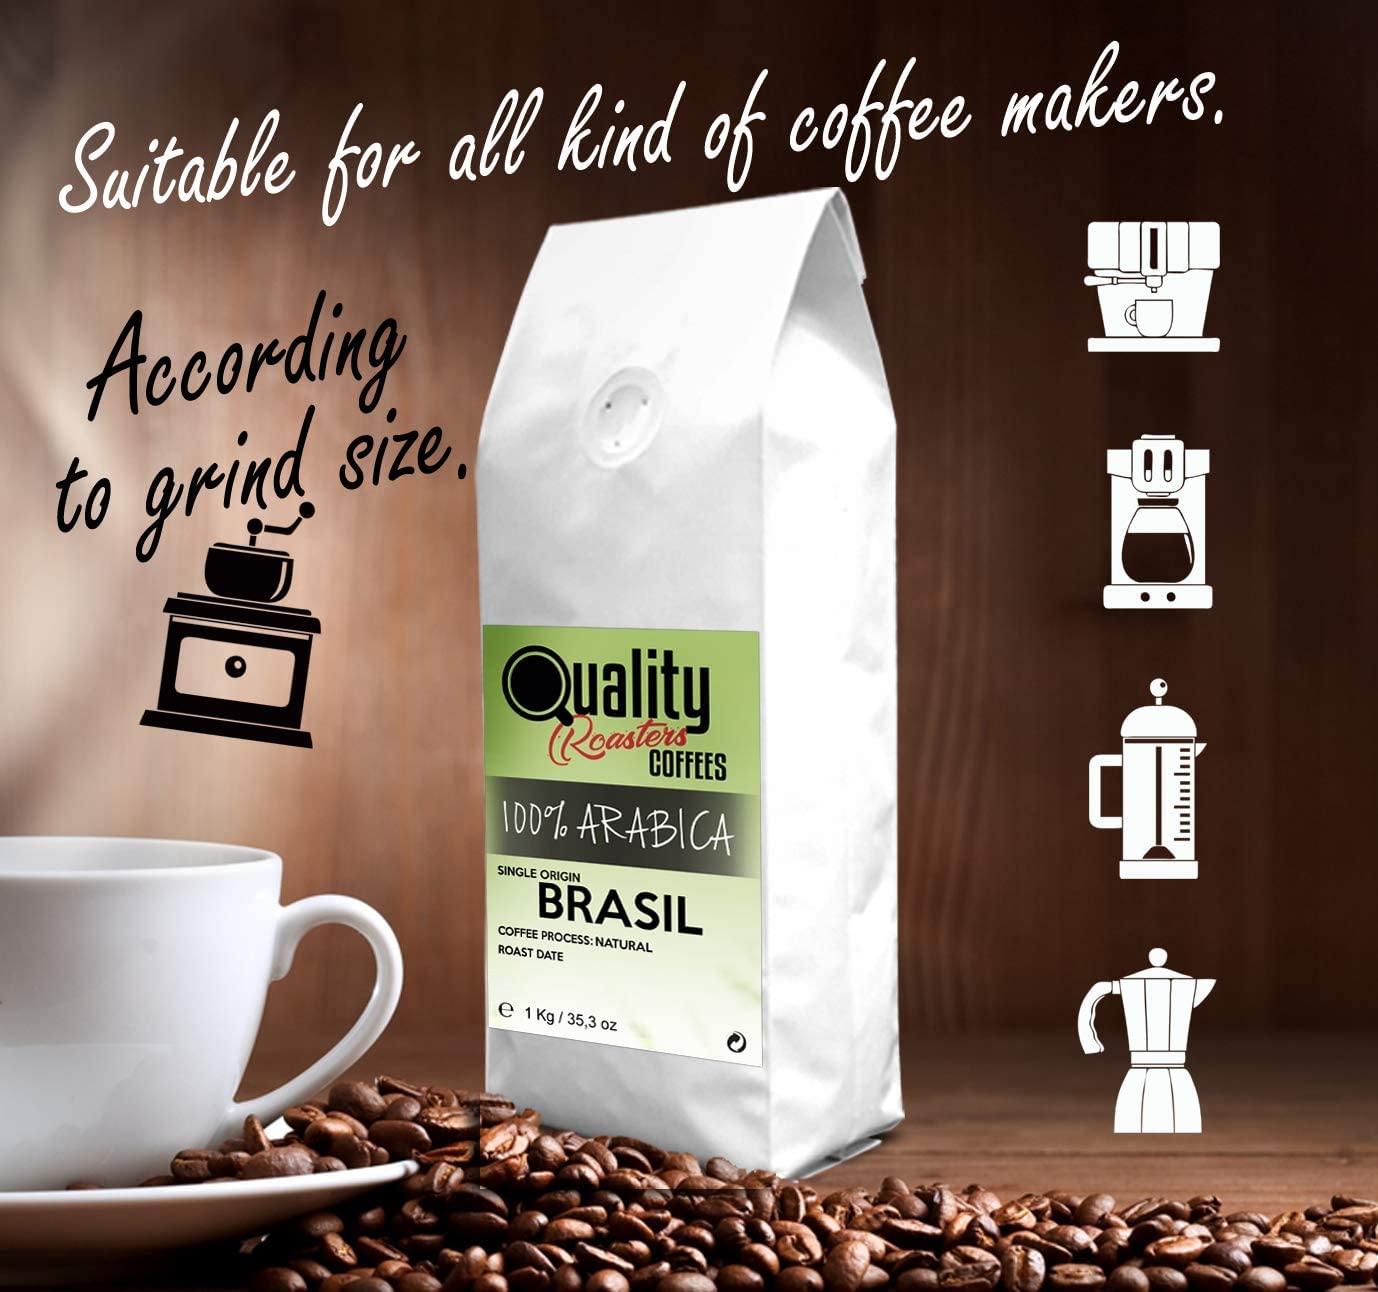 Suitable for all kind of coffee makers.
According
to grind size.
Quality
Roasters
COFFEES
100% ARABICA
SINGLE ORIGIN
BRASIL
COFFEE PROCESS: NATURAL
ROAST DATE
℮ 1 Kg / 35,3 oz